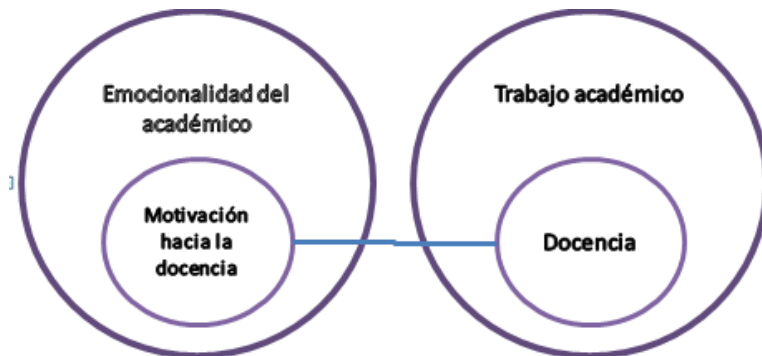 Emocionalidad del
académico
Motivación
hacia la
docencia
Trabajo académico
Docencia